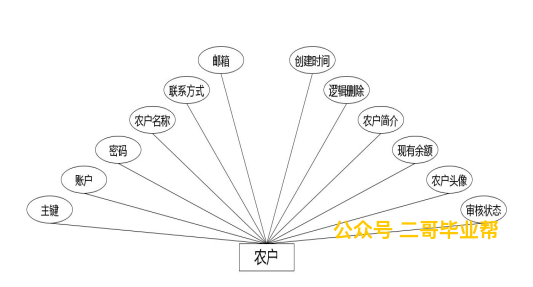 邮箱 创建时间
联系方式 逻辑删除
农户名称 农户简介
密码 现有余额
账户 农户头像
主键 审核状态
公众号 二哥毕业帮
农户